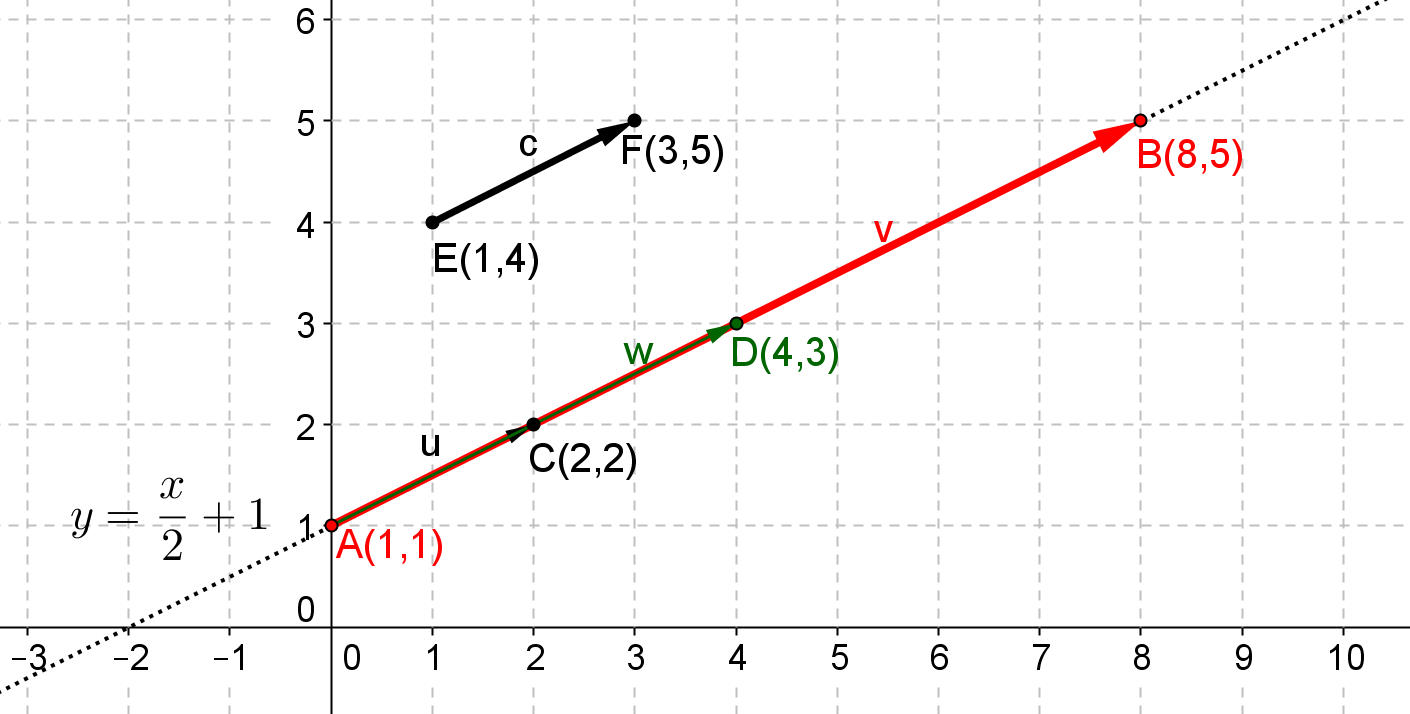 6
5
c
F(3,5)
B(8,5)
4
v
E(1,4)
3
w
D(4,3)
2
u
C(2,2)
y = x/2 + 1
1
A(1,1)
0
−3 −2 −1 0 1 2 3 4 5 6 7 8 9 10